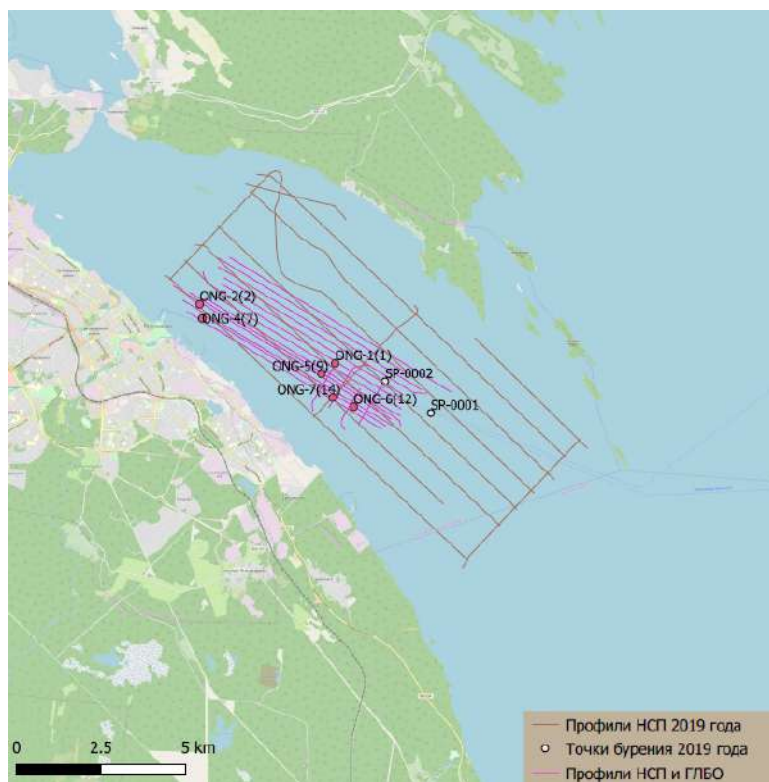 ONG-2(2)
ONG-4(7)
ONG-1(1)
ONG-5(9)
SP-0002
ONG-7(14)
ONG-6(12)
SP-0001
0 2.5 5 km
Профили НСП 2019 года
Точки бурения 2019 года
Профили НСП и ГЛБО